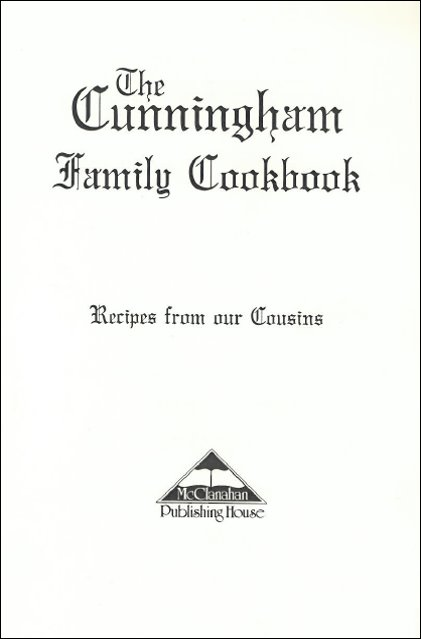 The
Cunningham
Family Cookbook
Recipes from our Cousins
McClanahan
Publishing House